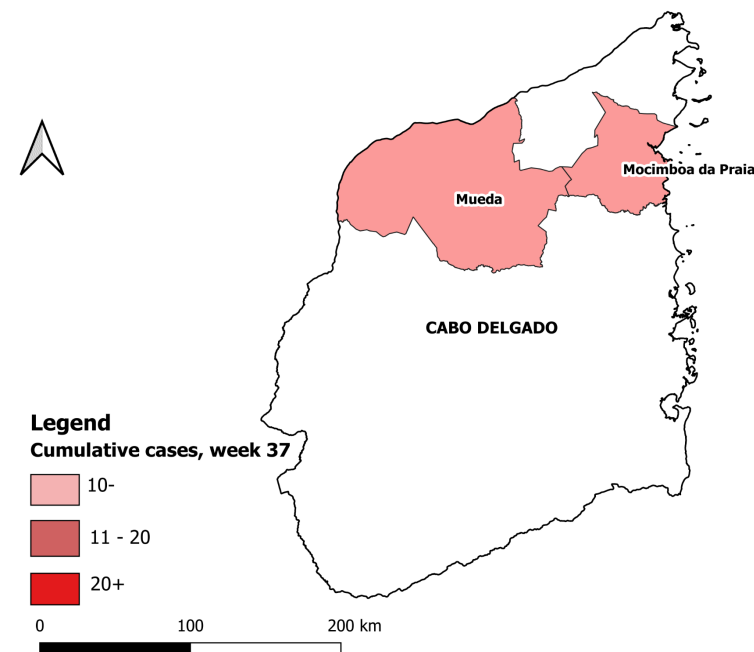 Mocimboa da Praia
Mueda
CABO DELGADO
Legend
Cumulative cases, week 37
10-
11 - 20
20+
0 100 200 km